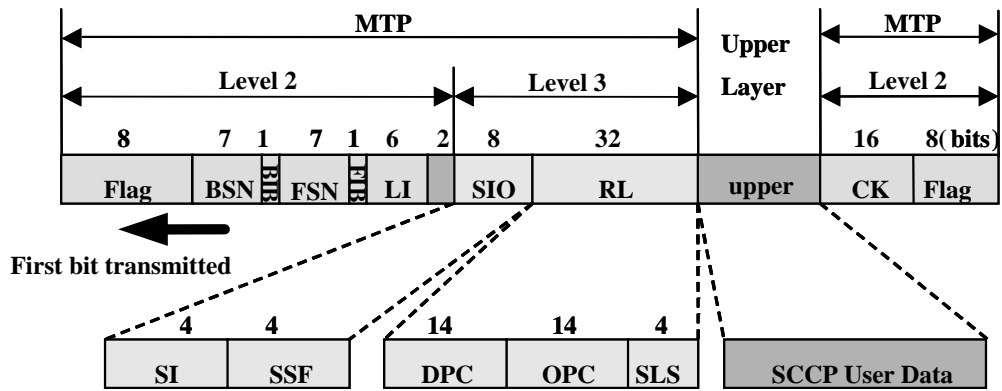 MTP Upper MTP
Layer
Level 2 Level 3 Level 2
8 7 1 7 1 6 2 8 32 16 8( bits)
Flag BSN BIB FSN FIB LI SIO RL upper CK Flag
First bit transmitted
4 4 14 14 4
SI SSF DPC OPC SLS SCCP User Data